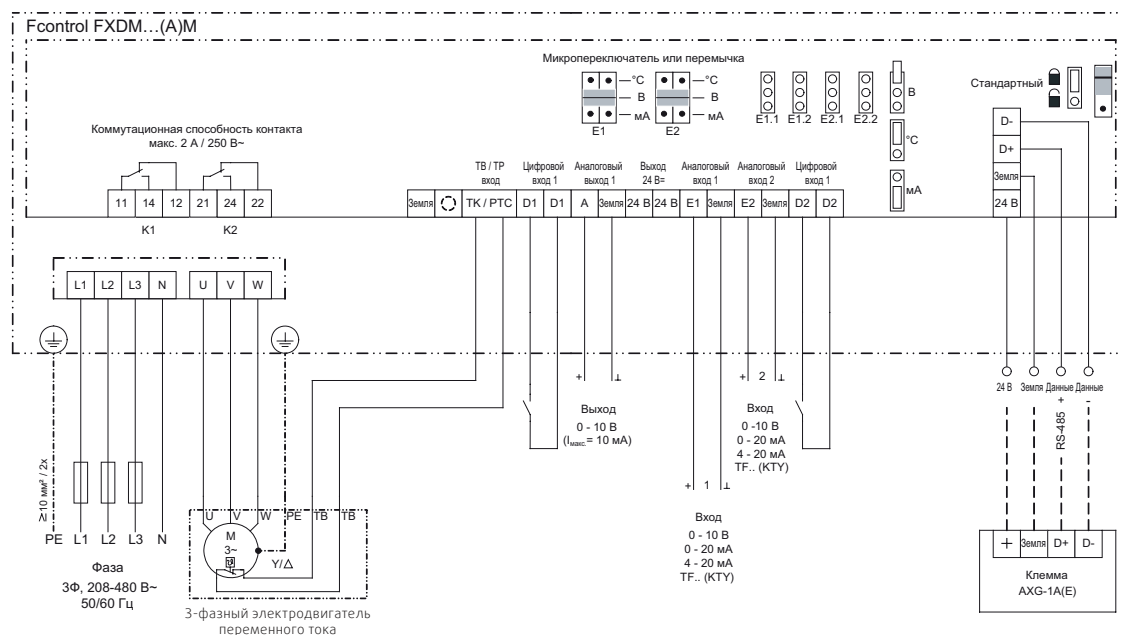 Fcontrol FXDM…(A)M
Микропереключатель или перемычка
°C
B
мА
E1
°C
B
мА
E2
E1.1 E1.2 E2.1 E2.2
B
°C
мА
Стандартный
D-
D+
Земля
24 В
Коммутационная способность контакта
макс. 2 А / 250 В~
11 14 12 21 24 22
K1 K2
ТВ / ТР
вход
Цифровой
вход 1
Аналоговый
выход 1
Выход
24 В=
Аналоговый
вход 1
Аналоговый
вход 2
Цифровой
вход 1
Земля TK / PTC D1 D1 A Земля 24 В 24 В E1 Земля E2 Земля D2 D2
L1 L2 L3 N U V W
+ ⊥
Выход
0 - 10 В
(Iмакс.= 10 мА)
+ 2 ⊥
Вход
0 -10 В
0 - 20 мА
4 - 20 мА
TF.. (KTY)
+ 1 ⊥
Вход
0 - 10 В
0 - 20 мА
4 - 20 мА
TF.. (KTY)
24 В Земля Данные Данные
+ -
RS-485
+ Земля D+ D-
Клемма
AXG-1A(E)
≥10 мм² / 2x
PE L1 L2 L3 N
Фаза
3Ф, 208-480 В~
50/60 Гц
U V W PE TB TB
M
3~
Y/△
3-фазный электродвигатель
переменного тока